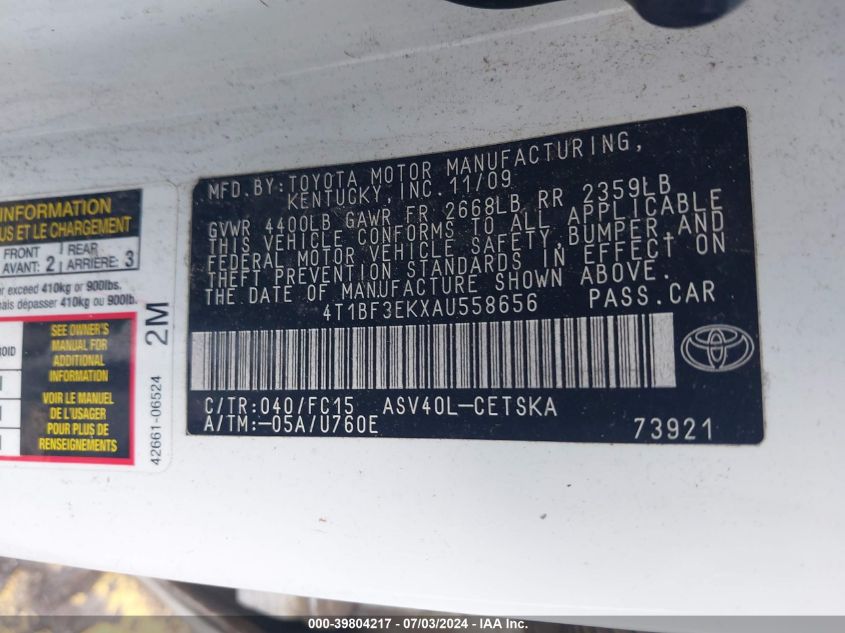 INFORMATION
US ET LE CHARGEMENT
FRONT
AVANT: 2
REAR
ARRIÈRE: 3
exceed 410kg or 900lbs.
mais dépasser 410kg ou 900lb.
SEE OWNER'S
MANUAL FOR
ADDITIONAL
INFORMATION
VOIR LE MANUEL
DE L'USAGER
POUR PLUS DE
RENSEIGNEMENTS
42661-06524
2M
MFD. BY: TOYOTA MOTOR MANUFACTURING,
KENTUCKY, INC. 11/09
GVWR 4400LB GAWR FR 2668LB, RR 2359LB
THIS VEHICLE CONFORMS TO ALL APPLICABLE
FEDERAL MOTOR VEHICLE SAFETY, BUMPER, AND
THEFT PREVENTION STANDARDS IN EFFECT ON
THE DATE OF MANUFACTURE SHOWN ABOVE.
4T1BF3EKXAU558656 PASS. CAR
C/TR: 040/FC15 ASV40L-CETSKA
A/TM: -05A/U760E
73921
000-39804217 - 07/03/2024 - IAA, Inc.